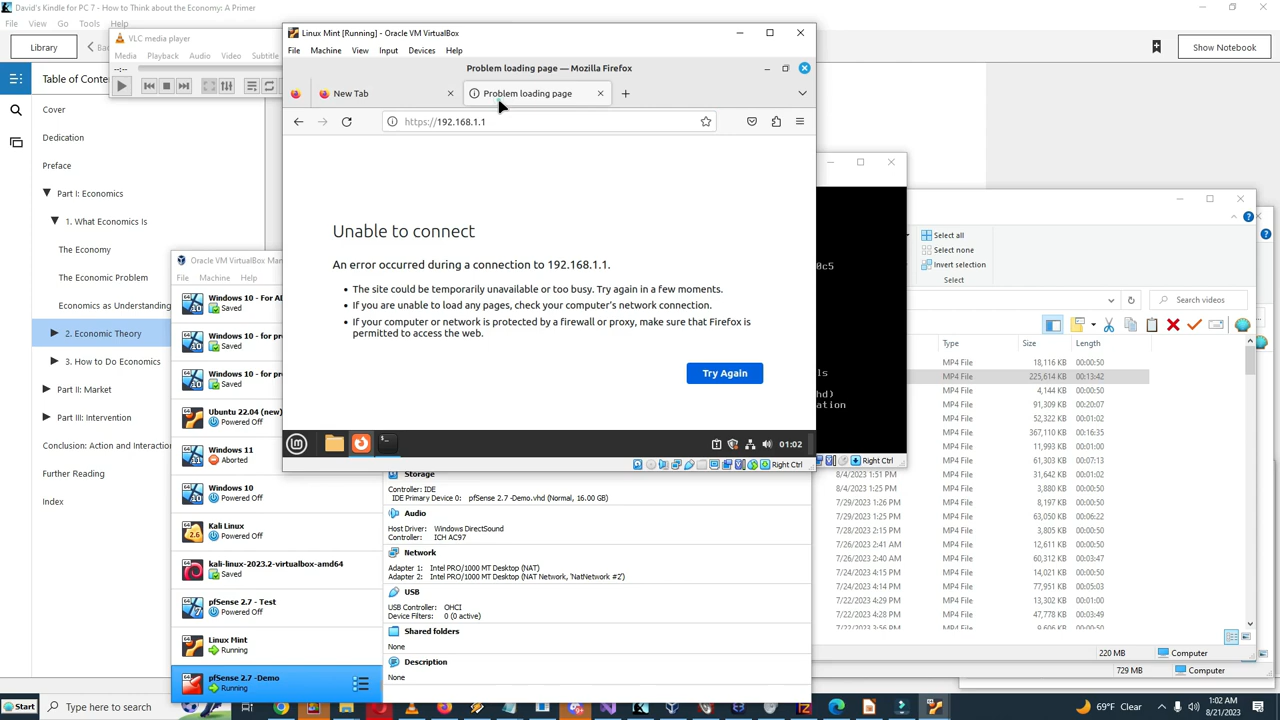 David's Kindle for PC 7 - How to Think about the Economy: A Primer
File View Go Tools Help
Library
Show Notebook
Table of Conte
Cover
Dedication
Preface
Part I: Economics
1. What Economics Is
The Economy
The Economic Problem
Economics as Understanding
2. Economic Theory
3. How to Do Economics
Part II: Market
Part III: Intervention
Conclusion: Action and Interaction
Further Reading
Index
VLC media player
Media Playback Audio Video Subtitle
--:--
Linux Mint [Running] - Oracle VM VirtualBox
File Machine View Input Devices Help
Problem loading page — Mozilla Firefox
New Tab
Problem loading page
https://192.168.1.1
Unable to connect
An error occurred during a connection to 192.168.1.1.
The site could be temporarily unavailable or too busy. Try again in a few moments.
If you are unable to load any pages, check your computer's network connection.
If your computer or network is protected by a firewall or proxy, make sure that Firefox is
permitted to access the web.
Try Again
01:02
Right Ctrl
0c5
ls
hd)
ation
Right Ctrl
Oracle VM VirtualBox Man
File Machine Help
Windows 10 - For Al
Saved
Windows 10 - for pr
Saved
Windows 10 - for pr
Saved
Ubuntu 22.04 (new)
Powered Off
Windows 11
Aborted
Windows 10
Powered Off
Kali Linux
Powered Off
kali-linux-2023.2-virtualbox-amd64
Saved
pfSense 2.7 - Test
Powered Off
Linux Mint
Running
pfSense 2.7 -Demo
Running
Storage
Controller: IDE
IDE Primary Device 0: pfSense 2.7 -Demo.vhd (Normal, 16.00 GB)
Audio
Host Driver: Windows DirectSound
Controller: ICH AC97
Network
Adapter 1: Intel PRO/1000 MT Desktop (NAT)
Adapter 2: Intel PRO/1000 MT Desktop (NAT Network, 'NatNetwork #2')
USB
USB Controller: OHCI
Device Filters: 0 (0 active)
Shared folders
None
Description
None
Select all
Select none
Invert selection
Select
Search videos
Type Size Length
MP4 File 18,116 KB 00:00:50
MP4 File 225,614 KB 00:13:42
MP4 File 4,144 KB 00:00:50
MP4 File 91,309 KB 00:20:07
MP4 File 52,332 KB 00:07:08
MP4 File 367,110 KB 00:16:35
MP4 File 11,993 KB 00:01:00
MP4 File 61,303 KB 00:07:13
8/4/2023 1:51 PM MP4 File 31,642 KB 00:01:02
8/4/2023 1:25 PM MP4 File 3,880 KB 00:00:50
7/29/2023 1:26 PM MP4 File 8,197 KB 00:00:50
7/29/2023 1:25 PM MP4 File 63,050 KB 00:06:22
7/28/2023 2:15 PM MP4 File 3,805 KB 00:00:50
7/26/2023 2:41 AM MP4 File 12,611 KB 00:00:50
7/26/2023 2:40 AM MP4 File 60,312 KB 00:03:47
7/24/2023 4:15 PM MP4 File 14,021 KB 00:00:50
7/24/2023 4:14 PM MP4 File 77,951 KB 00:05:03
7/22/2023 4:29 PM MP4 File 13,302 KB 00:01:00
7/22/2023 4:28 PM MP4 File 47,778 KB 00:03:49
7/22/2023 3:56 PM MP4 File 9,606 KB 00:00:50
220 MB Computer
729 MB Computer
Start
Type here to search
69°F Clear
1:02 AM
8/21/2023